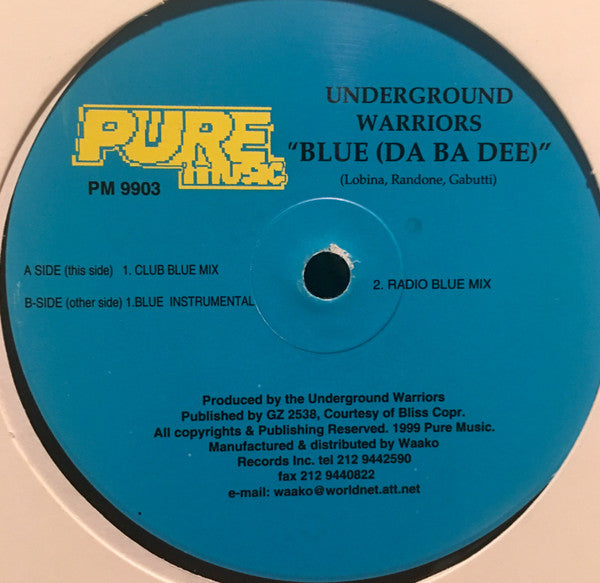 PURE
music
PM 9903
UNDERGROUND
WARRIORS
"BLUE (DA BA DEE)"
(Lobina, Randone, Gabutti)
A SIDE (this side) 1. CLUB BLUE MIX
2. RADIO BLUE MIX
B-SIDE (other side) 1.BLUE INSTRUMENTAL
Produced by the Underground Warriors
Published by GZ 2538, Courtesy of Bliss Copr.
All copyrights & Publishing Reserved. 1999 Pure Music.
Manufactured & distributed by Waako
Records Inc. tel 212 9442590
fax 212 9440822
e-mail: waako@worldnet.att.net